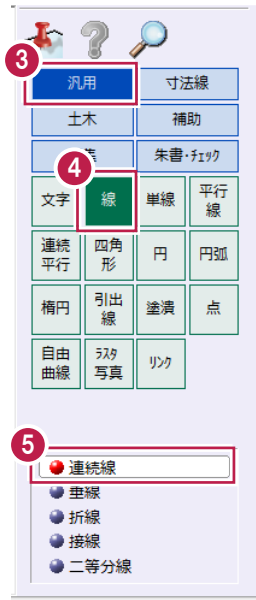 3
汎用
寸法線
土木
補助
集
朱書・ﾁｪｯｸ
4
文字
線
単線
平行
線
連続
平行
四角
形
円
円弧
楕円
引出
線
塗潰
点
自由
曲線
ﾗｽﾀ
写真
ﾘﾝｸ
5
連続線
垂線
折線
接線
二等分線